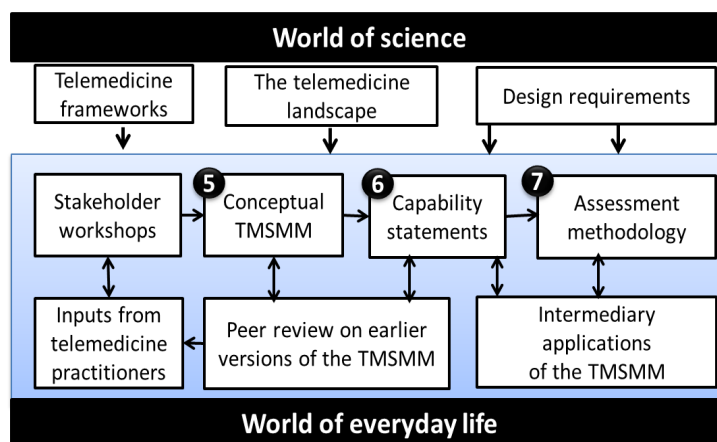 World of science
Telemedicine
frameworks
The telemedicine
landscape
Design requirements
Stakeholder
workshops
5
Conceptual
TMSMM
6
Capability
statements
7
Assessment
methodology
Inputs from
telemedicine
practitioners
Peer review on earlier
versions of the TMSMM
Intermediary
applications
of the TMSMM
World of everyday life